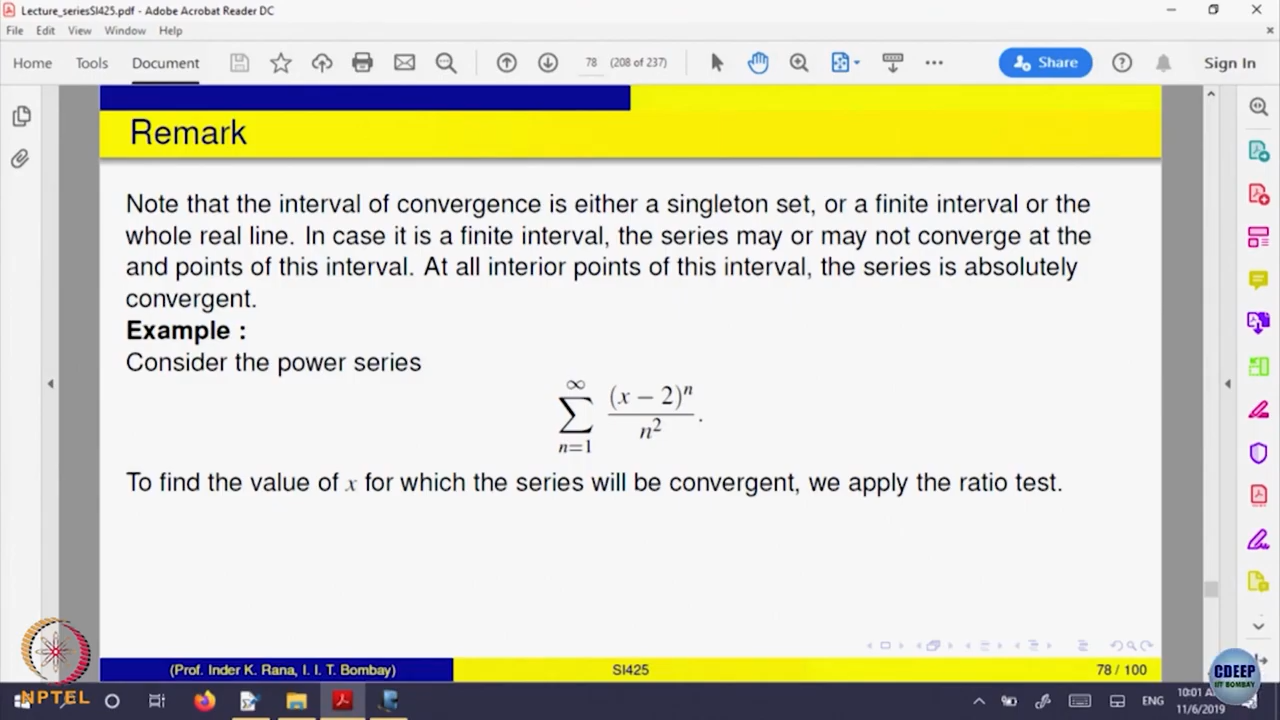 Lecture_seriesSI425.pdf - Adobe Acrobat Reader DC
File Edit View Window Help
Home Tools Document 78 (208 of 237) Share Sign In
Remark
Note that the interval of convergence is either a singleton set, or a finite interval or the
whole real line. In case it is a finite interval, the series may or may not converge at the
and points of this interval. At all interior points of this interval, the series is absolutely
convergent.
Example :
Consider the power series
∞
∑ (x − 2)ⁿ / n² .
n=1
To find the value of x for which the series will be convergent, we apply the ratio test.
(Prof. Inder K. Rana, I. I. T. Bombay) SI425 78 / 100
NPTEL
CDEEP
IIT BOMBAY
ENG
10:01
11/6/2019